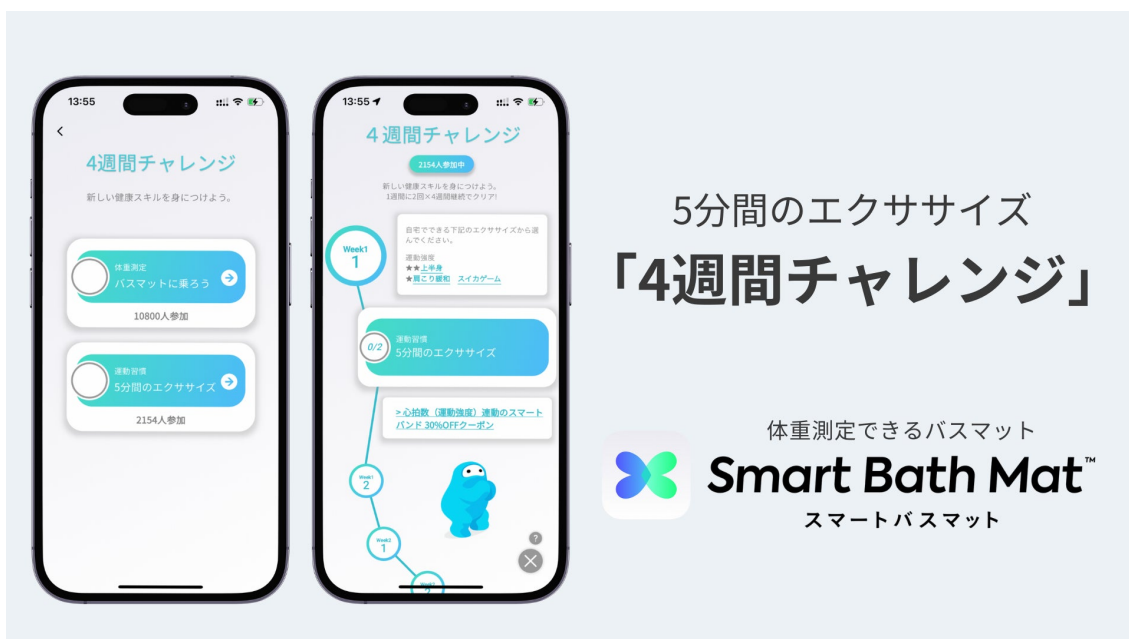 13:55
4週間チャレンジ
新しい健康スキルを身につけよう。
体重測定
バスマットに乗ろう
10800人参加
運動習慣
5分間のエクササイズ
2154人参加
13:55
4週間チャレンジ
2154人参加中
新しい健康スキルを身につけよう。
1週間に2回×4週間継続でクリア!
Week1
1
自宅でできる下記のエクササイズから選
んでください。
運動強度
★★上半身
★肩こり緩和 スイカゲーム
0/2
運動習慣
5分間のエクササイズ
>心拍数（運動強度）連動のスマート
バンド 30%OFFクーポン
Week1
2
Week2
1
?
5分間のエクササイズ
「4週間チャレンジ」
体重測定できるバスマット
Smart Bath Mat™
スマートバスマット